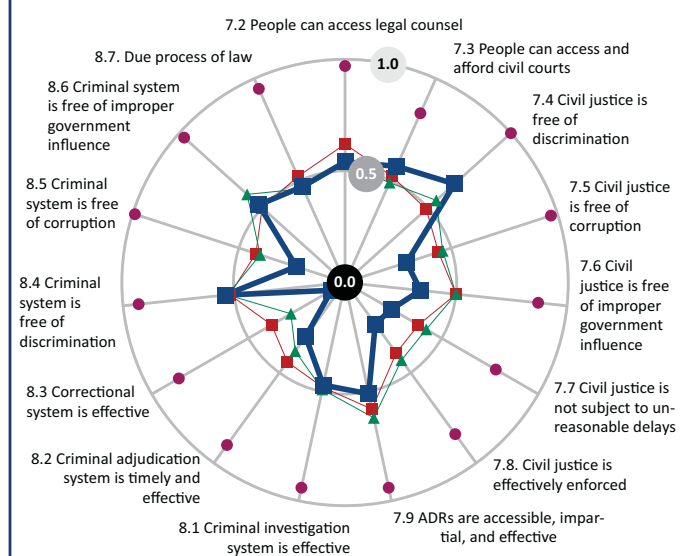 7.2 People can access legal counsel
1.0
7.3 People can access and
afford civil courts
7.4 Civil justice is
free of
discrimination
7.5 Civil justice
is free of
corruption
7.6 Civil
justice is free
of improper
government
influence
7.7 Civil justice is
not subject to un-
reasonable delays
7.8. Civil justice is
effectively enforced
7.9 ADRs are accessible, impar-
tial, and effective
8.1 Criminal investigation
system is effective
8.2 Criminal adjudication
system is timely and
effective
8.3 Correctional
system is effective
8.4 Criminal
system is
free of
discrimination
8.5 Criminal
system is free
of corruption
8.6 Criminal system
is free of improper
government
influence
8.7. Due process of law
0.5
0.0